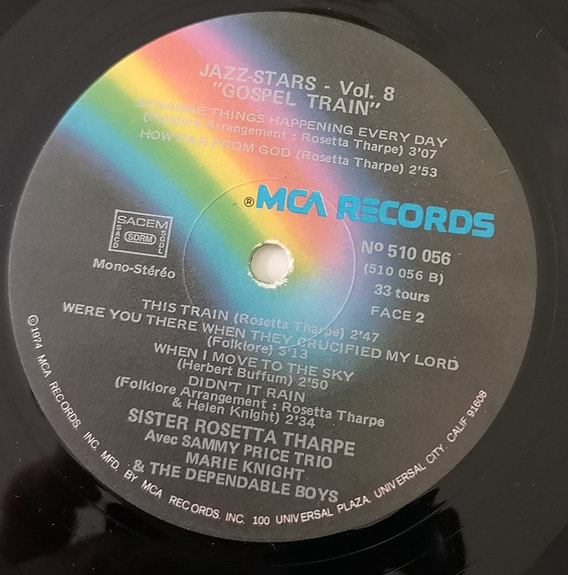 JAZZ-STARS - Vol. 8
"GOSPEL TRAIN"
STRANGE THINGS HAPPENING EVERY DAY
(Folklore Arrangement : Rosetta Tharpe) 3'07
HOW FAR FROM GOD (Rosetta Tharpe) 2'53
® MCA RECORDS
SACEM
SACD
SDRM
SGDL
Mono-Stéréo
Nº 510 056
(510 056 B)
33 tours
FACE 2
THIS TRAIN (Rosetta Tharpe) 2'47
WERE YOU THERE WHEN THEY CRUCIFIED MY LORD
(Folklore) 3'13
WHEN I MOVE TO THE SKY
(Herbert Buffum) 2'50
DIDN'T IT RAIN
(Folklore Arrangement : Rosetta Tharpe
& Helen Knight) 2'34
SISTER ROSETTA THARPE
Avec SAMMY PRICE TRIO
MARIE KNIGHT
& THE DEPENDABLE BOYS
©1974 MCA RECORDS. INC. MFD. BY MCA RECORDS. INC. 100 UNIVERSAL PLAZA, UNIVERSAL CITY. CALIF 91608